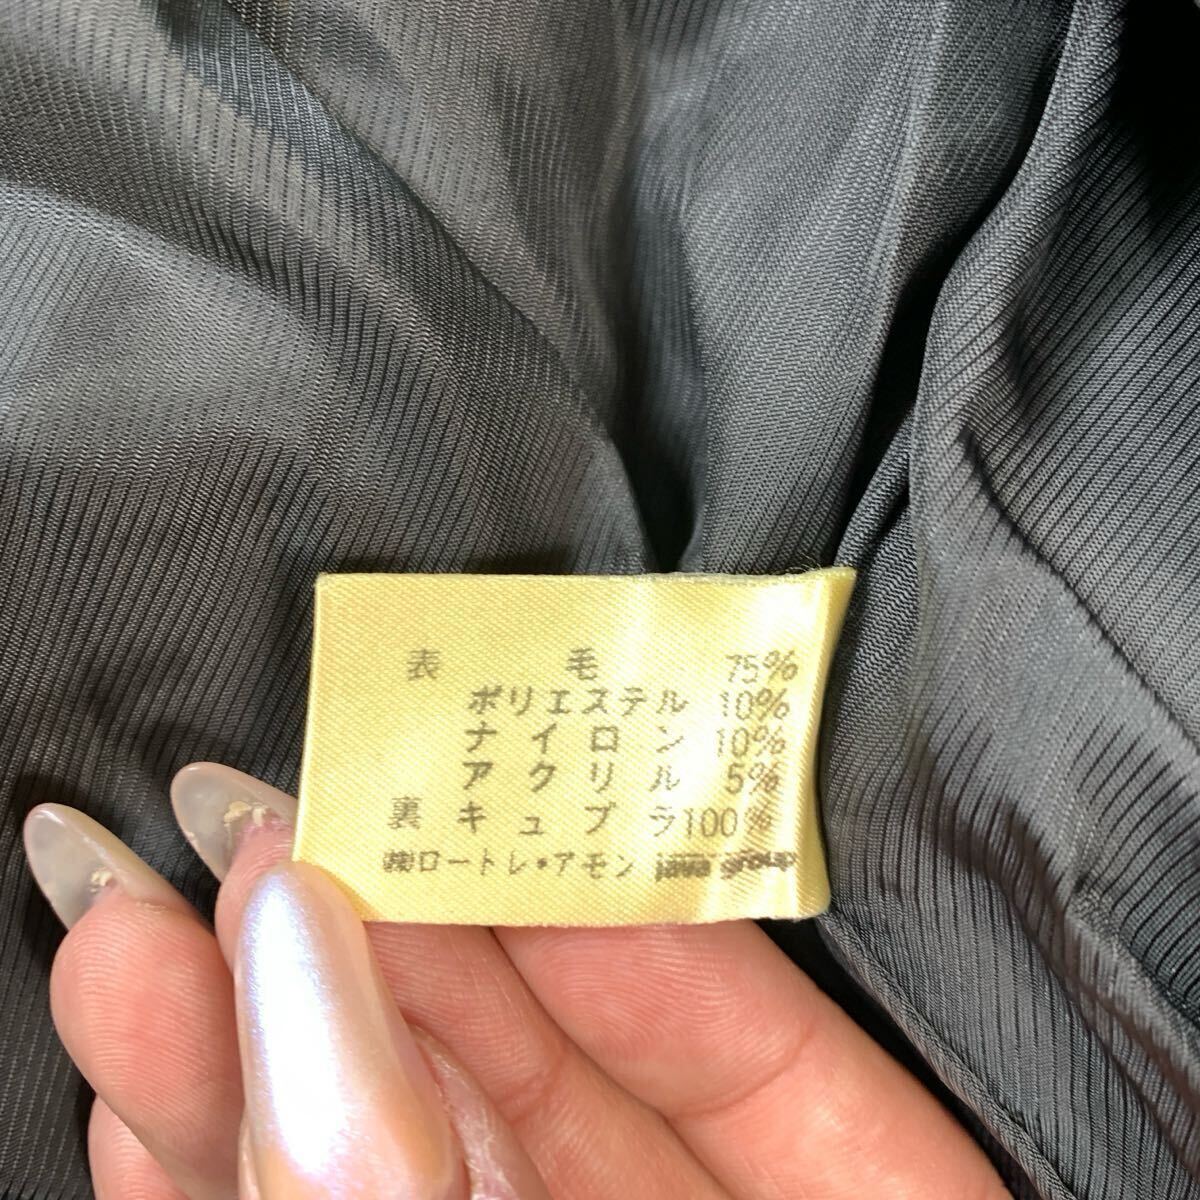 表 毛 75%
ポリエステル 10%
ナイロン 10%
アクリル 5%
裏 キュプラ100%
㈱ロートレ・アモン